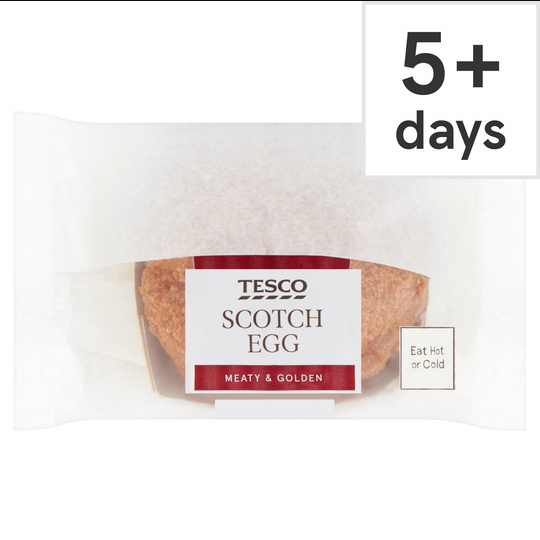 5+
days
TESCO
SCOTCH
EGG
MEATY & GOLDEN
Eat Hot
or Cold